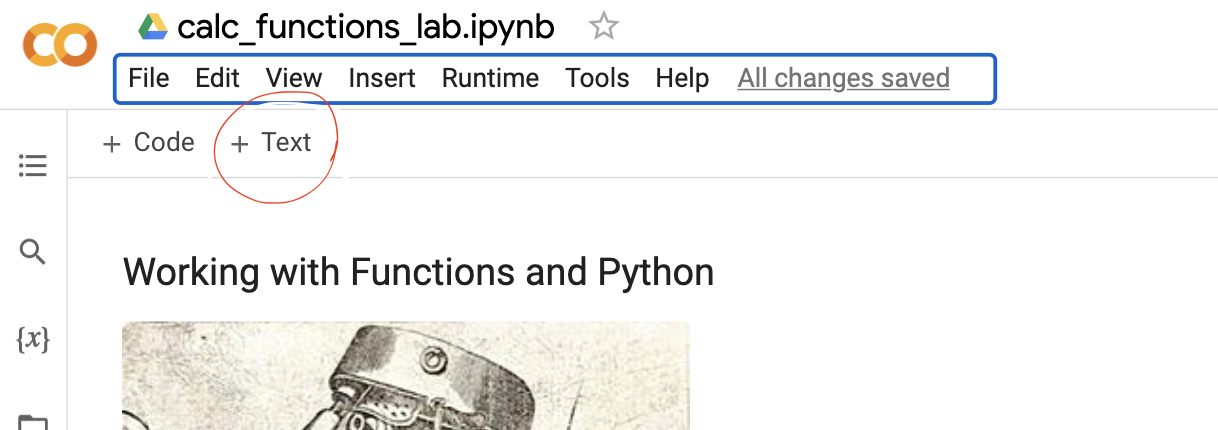 calc_functions_lab.ipynb
File Edit View Insert Runtime Tools Help All changes saved
+ Code + Text
Working with Functions and Python
{x}